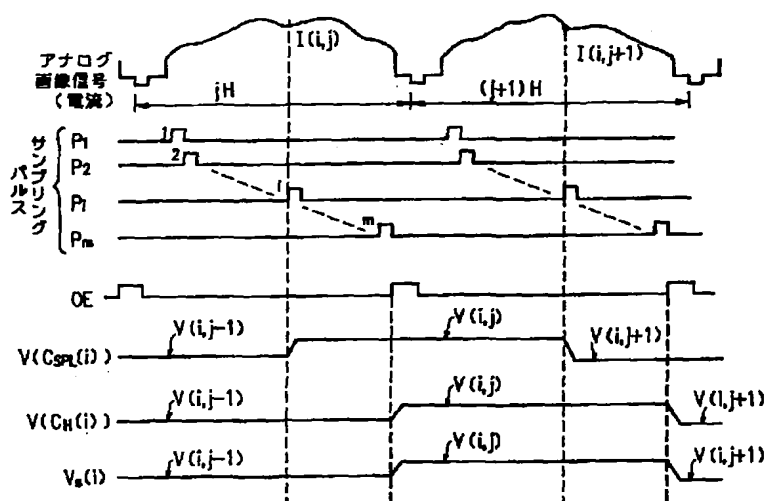 アナログ
画像信号
(電流)
I(i,j)
I(i,j+1)
jH
(j+1)H
サンプリング
パルス
P1
1
P2
2
Pi
i
Pm
m
OE
V(CSPL(i))
V(i,j-1)
V(i,j)
V(i,j+1)
V(CH(i))
V(i,j-1)
V(i,j)
V(i,j+1)
Vs(i)
V(i,j-1)
V(i,j)
V(i,j+1)